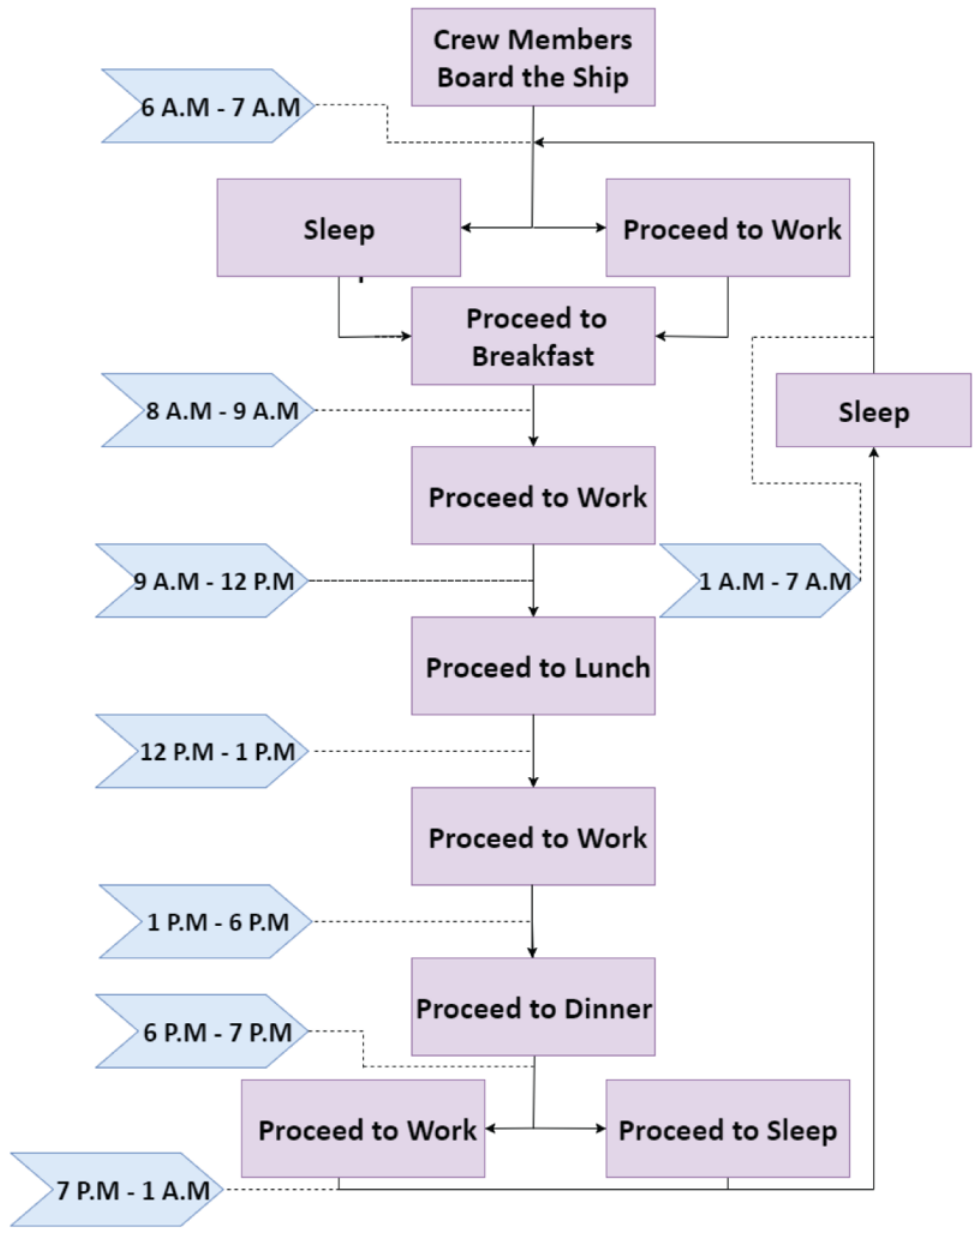 Crew Members
Board the Ship
6 A.M - 7 A.M
Sleep
Proceed to Work
Proceed to
Breakfast
8 A.M - 9 A.M
Sleep
Proceed to Work
9 A.M - 12 P.M
1 A.M - 7 A.M
Proceed to Lunch
12 P.M - 1 P.M
Proceed to Work
1 P.M - 6 P.M
Proceed to Dinner
6 P.M - 7 P.M
Proceed to Work
Proceed to Sleep
7 P.M - 1 A.M